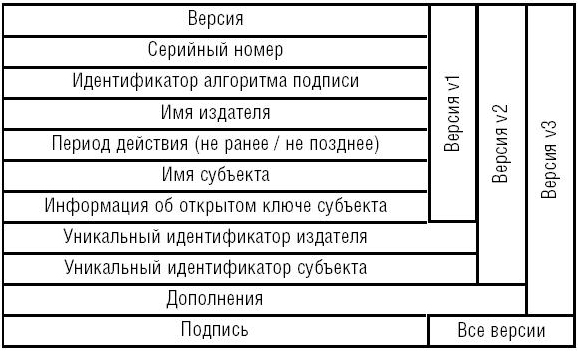 Версия
Серийный номер
Идентификатор алгоритма подписи
Имя издателя
Период действия (не ранее / не позднее)
Имя субъекта
Информация об открытом ключе субъекта
Уникальный идентификатор издателя
Уникальный идентификатор субъекта
Дополнения
Подпись
Версия v1
Версия v2
Версия v3
Все версии